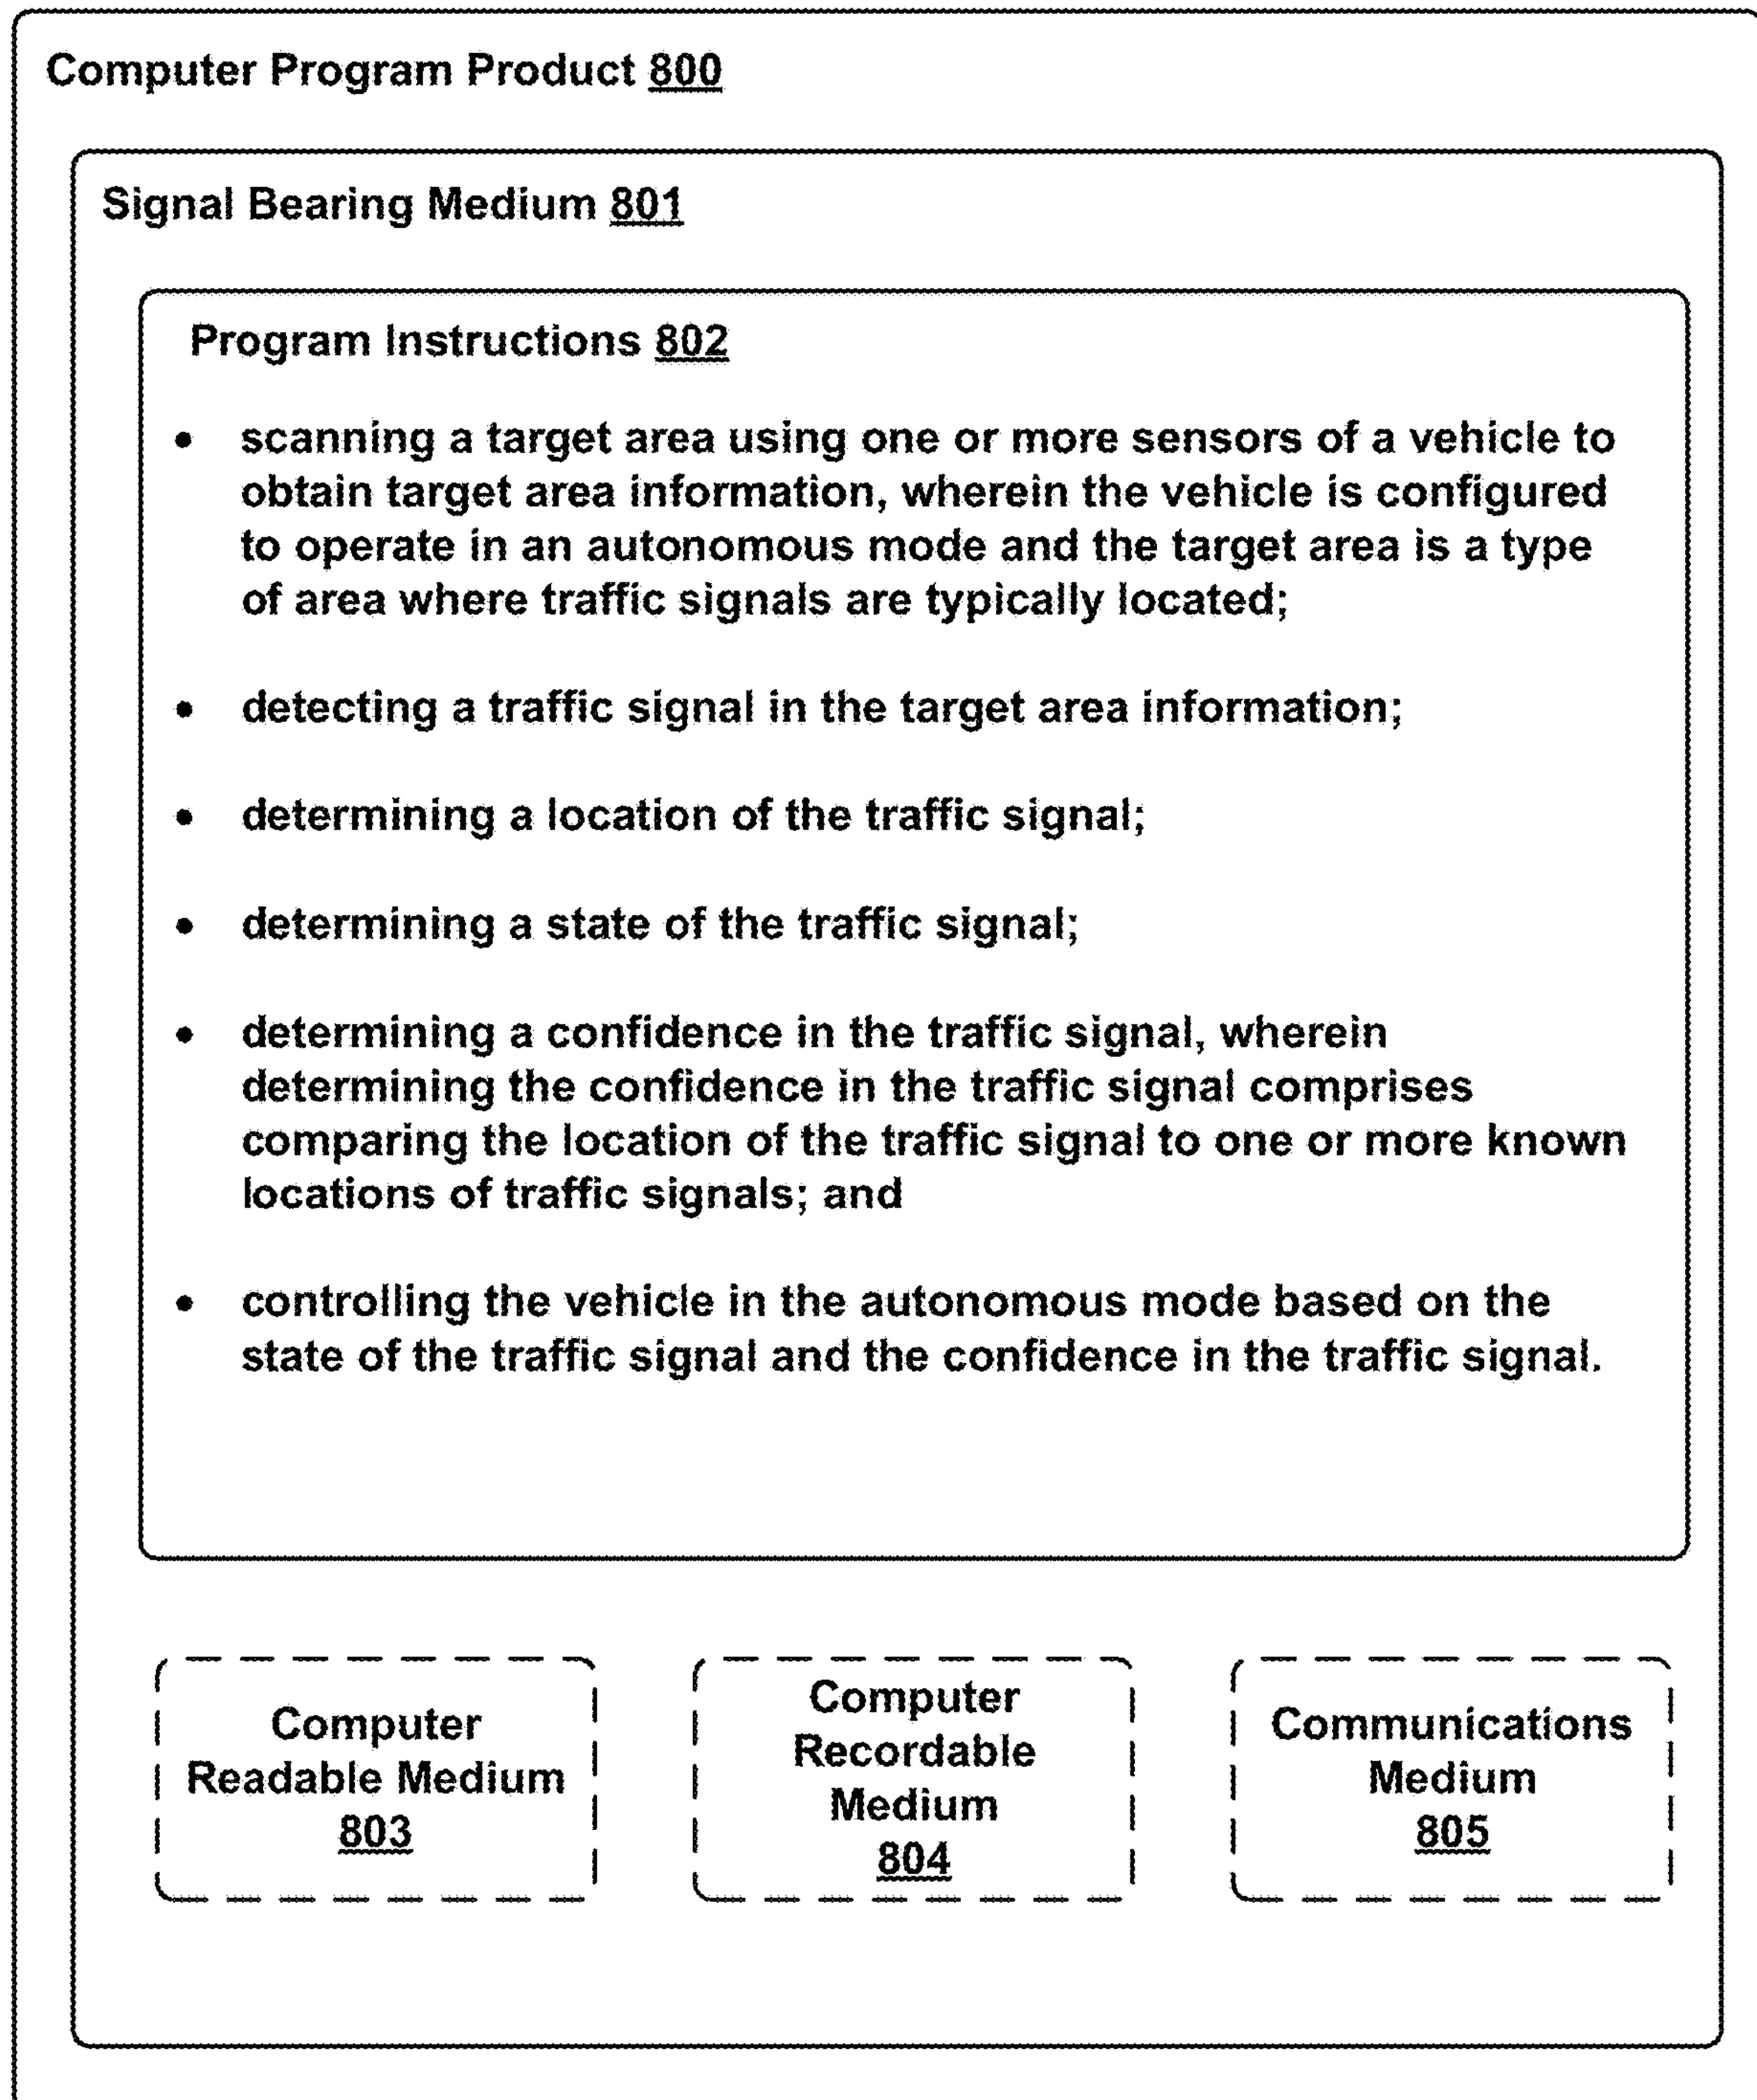 Computer Program Product 800
Signal Bearing Medium 801
Program Instructions 802
• scanning a target area using one or more sensors of a vehicle to
obtain target area information, wherein the vehicle is configured
to operate in an autonomous mode and the target area is a type
of area where traffic signals are typically located;
• detecting a traffic signal in the target area information;
• determining a location of the traffic signal;
• determining a state of the traffic signal;
• determining a confidence in the traffic signal, wherein
determining the confidence in the traffic signal comprises
comparing the location of the traffic signal to one or more known
locations of traffic signals; and
• controlling the vehicle in the autonomous mode based on the
state of the traffic signal and the confidence in the traffic signal.
Computer
Readable Medium
803
Computer
Recordable
Medium
804
Communications
Medium
805